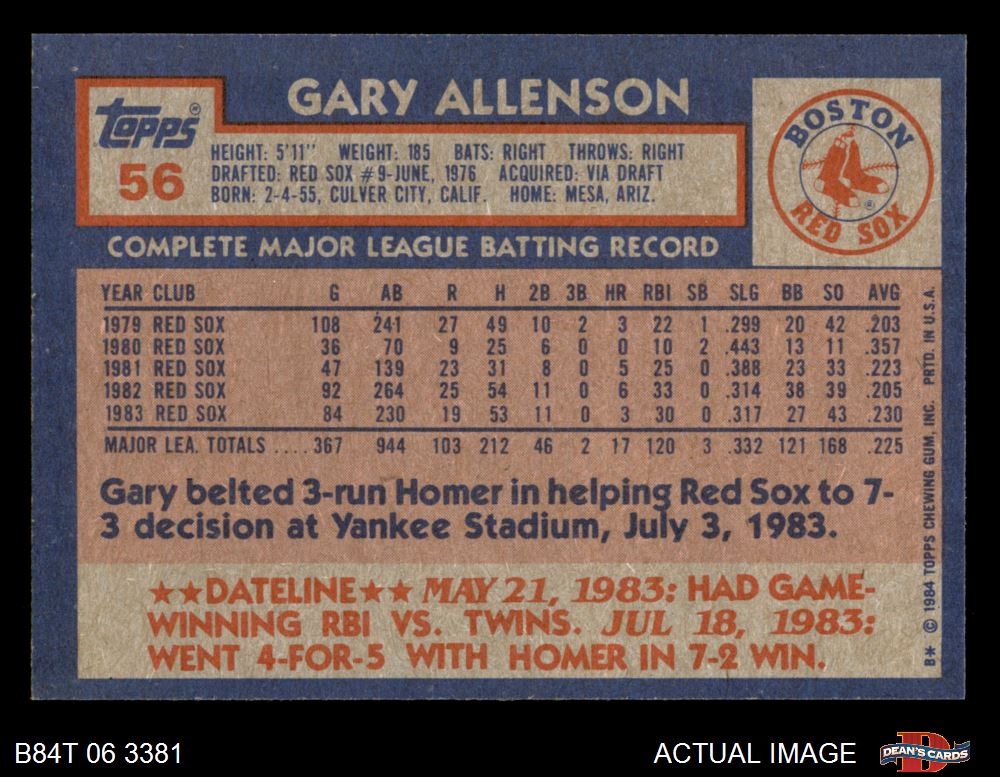 GARY ALLENSON
topps®
56
HEIGHT: 5'11" WEIGHT: 185 BATS: RIGHT THROWS: RIGHT
DRAFTED: RED SOX #9-JUNE, 1976 ACQUIRED: VIA DRAFT
BORN: 2-4-55, CULVER CITY, CALIF. HOME: MESA, ARIZ.
BOSTON
RED SOX
®
COMPLETE MAJOR LEAGUE BATTING RECORD
YEAR CLUB G AB R H 2B 3B HR RBI SB SLG BB SO AVG
1979 RED SOX 108 241 27 49 10 2 3 22 1 .299 20 42 .203
1980 RED SOX 36 70 9 25 6 0 0 10 2 .443 13 11 .357
1981 RED SOX 47 139 23 31 8 0 5 25 0 .388 23 33 .223
1982 RED SOX 92 264 25 54 11 0 6 33 0 .314 38 39 .205
1983 RED SOX 84 230 19 53 11 0 3 30 0 .317 27 43 .230
MAJOR LEA. TOTALS .... 367 944 103 212 46 2 17 120 3 .332 121 168 .225
Gary belted 3-run Homer in helping Red Sox to 7-
3 decision at Yankee Stadium, July 3, 1983.
★★DATELINE★★ MAY 21, 1983: HAD GAME-
WINNING RBI VS. TWINS. JUL 18, 1983:
WENT 4-FOR-5 WITH HOMER IN 7-2 WIN.
B* © 1984 TOPPS CHEWING GUM, INC. PRTD. IN U.S.A.
B84T 06 3381
ACTUAL IMAGE
D
DEAN'S CARDS